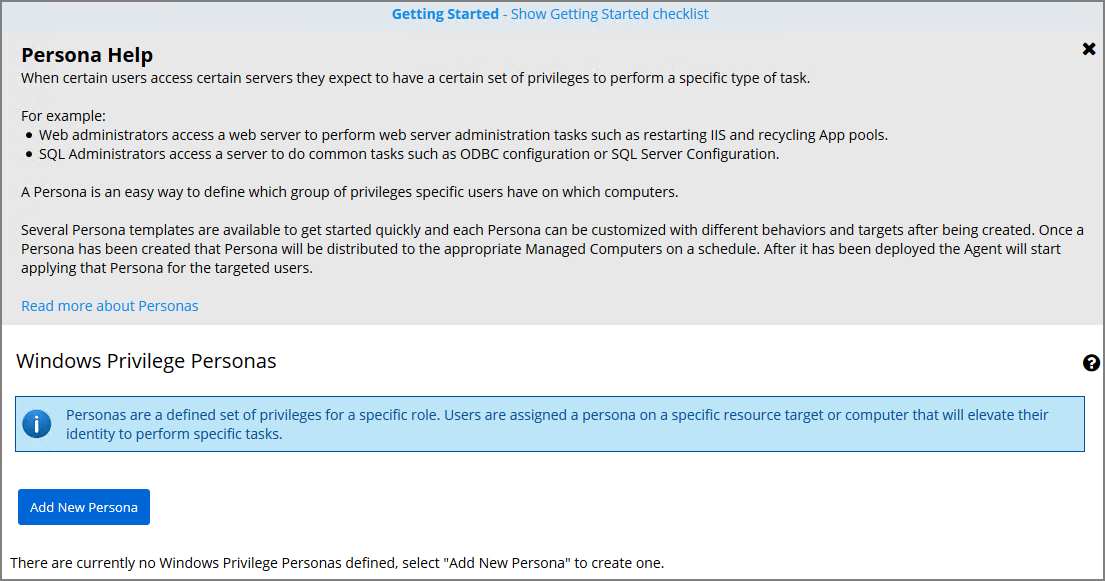 Getting Started - Show Getting Started checklist
Persona Help
When certain users access certain servers they expect to have a certain set of privileges to perform a specific type of task.
For example:
• Web administrators access a web server to perform web server administration tasks such as restarting IIS and recycling App pools.
• SQL Administrators access a server to do common tasks such as ODBC configuration or SQL Server Configuration.
A Persona is an easy way to define which group of privileges specific users have on which computers.
Several Persona templates are available to get started quickly and each Persona can be customized with different behaviors and targets after being created. Once a
Persona has been created that Persona will be distributed to the appropriate Managed Computers on a schedule. After it has been deployed the Agent will start
applying that Persona for the targeted users.
Read more about Personas
Windows Privilege Personas
Personas are a defined set of privileges for a specific role. Users are assigned a persona on a specific resource target or computer that will elevate their
identity to perform specific tasks.
Add New Persona
There are currently no Windows Privilege Personas defined, select "Add New Persona" to create one.